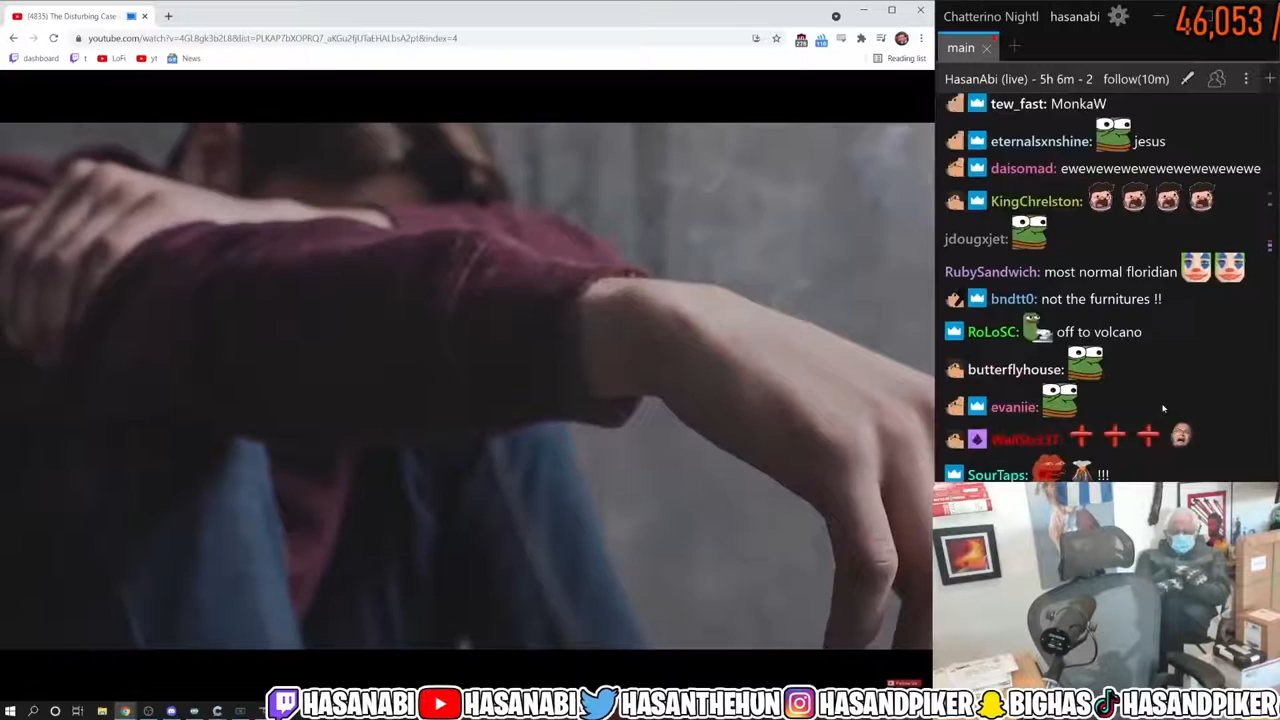 (4835) The Disturbing Case
youtube.com/watch?v=4GL8gk3b2L8&list=PLKAP7bXOPRQ7_aKGu2fjUTaEHALbsA2pt&index=4
dashboard t LoFi yt News Reading list
Chatterino Nightl hasanabi
46,053 /
main
HasanAbi (live) - 5h 6m - 2 follow(10m)
tew_fast: MonkaW
eternalsxnshine: jesus
daisomad: ewewewewewewewewewewe
KingChrelston:
jdougxjet:
RubySandwich: most normal floridian
bndtt0: not the furnitures !!
RoLoSC: off to volcano
butterflyhouse:
evaniie:
SourTaps: !!!
HASANABI HASANABI HASANTHEHUN HASANDPIKER BIGHAS HASANDPIKER